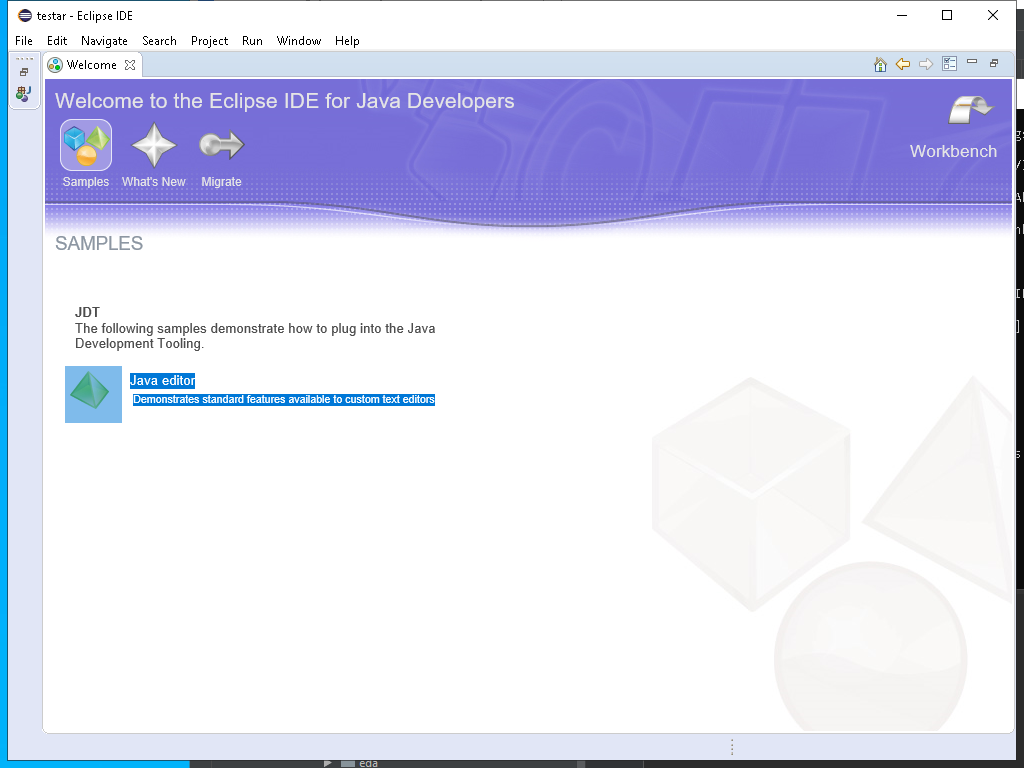 testar - Eclipse IDE
File Edit Navigate Search Project Run Window Help
Welcome
Welcome to the Eclipse IDE for Java Developers
Workbench
Samples What's New Migrate
SAMPLES
JDT
The following samples demonstrate how to plug into the Java
Development Tooling.
Java editor
Demonstrates standard features available to custom text editors
eda